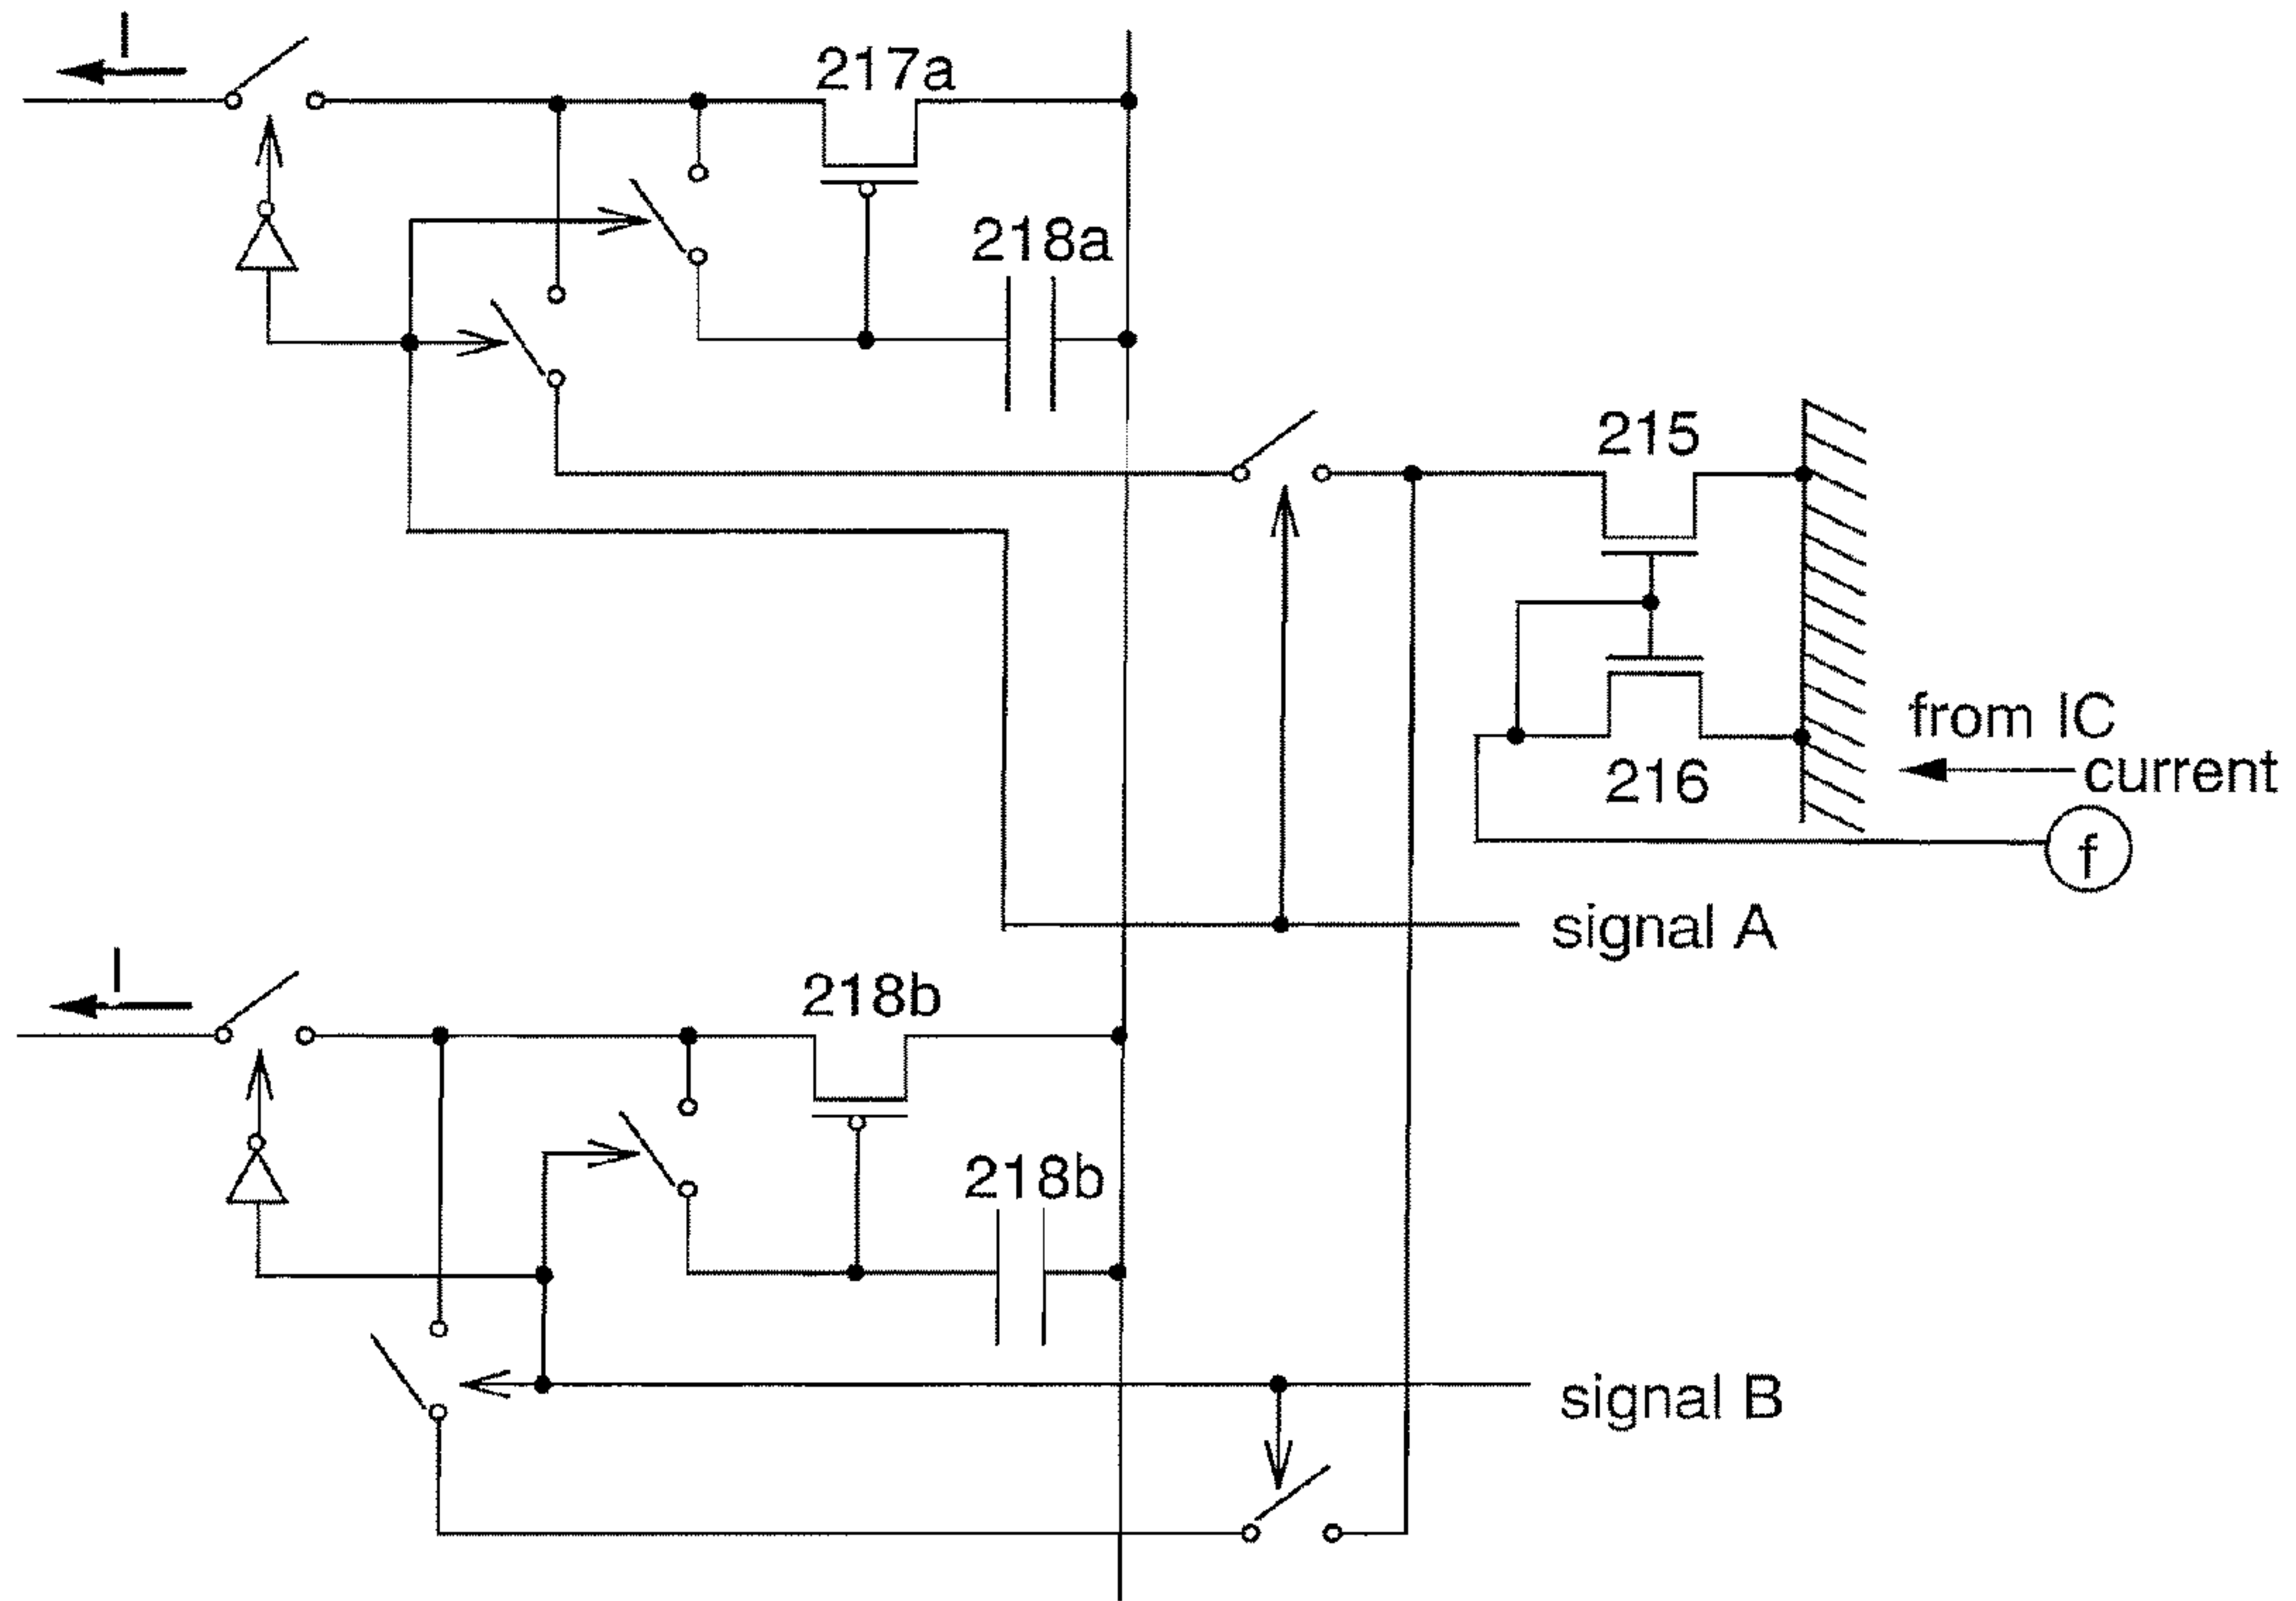 I
217a
218a
215
from IC
216
current
f
signal A
I
218b
218b
signal B